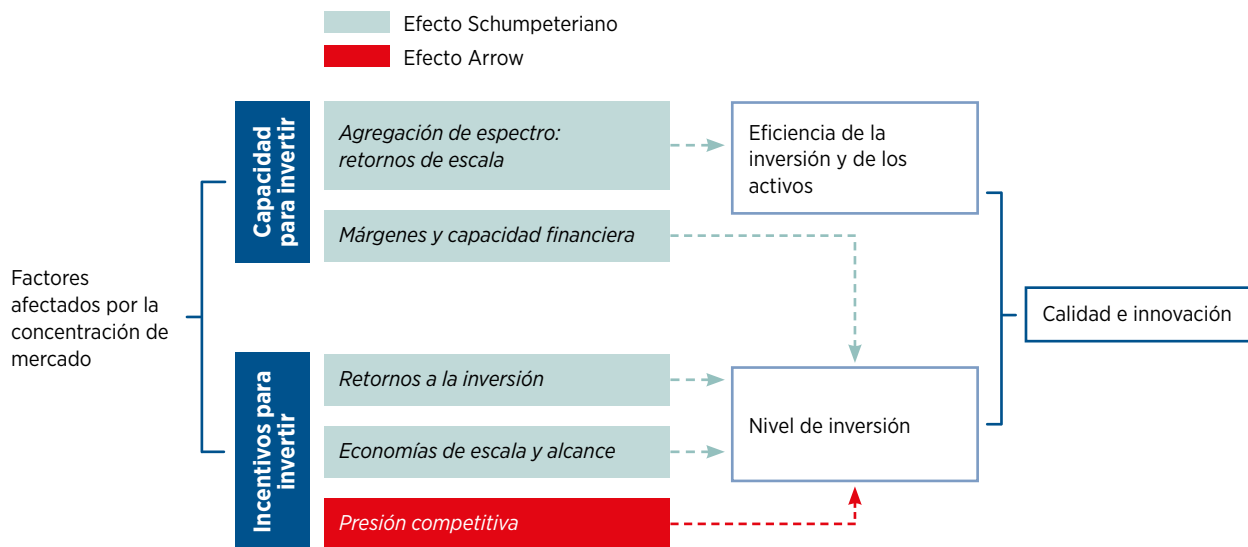 Efecto Schumpeteriano
Efecto Arrow
Factores
afectados por la
concentración de
mercado
Capacidad
para invertir
Agregación de espectro:
retornos de escala
Márgenes y capacidad financiera
Eficiencia de la
inversión y de los
activos
Incentivos para
invertir
Retornos a la inversión
Economías de escala y alcance
Presión competitiva
Nivel de inversión
Calidad e innovación